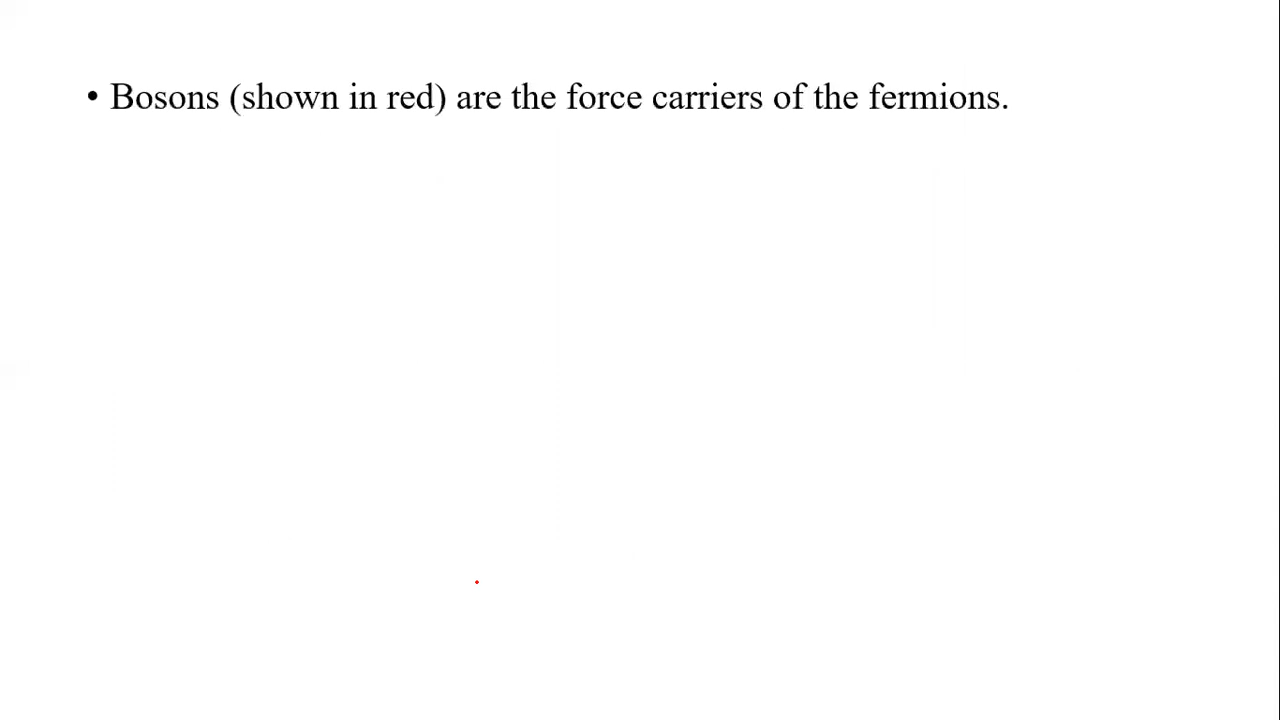 • Bosons (shown in red) are the force carriers of the fermions.